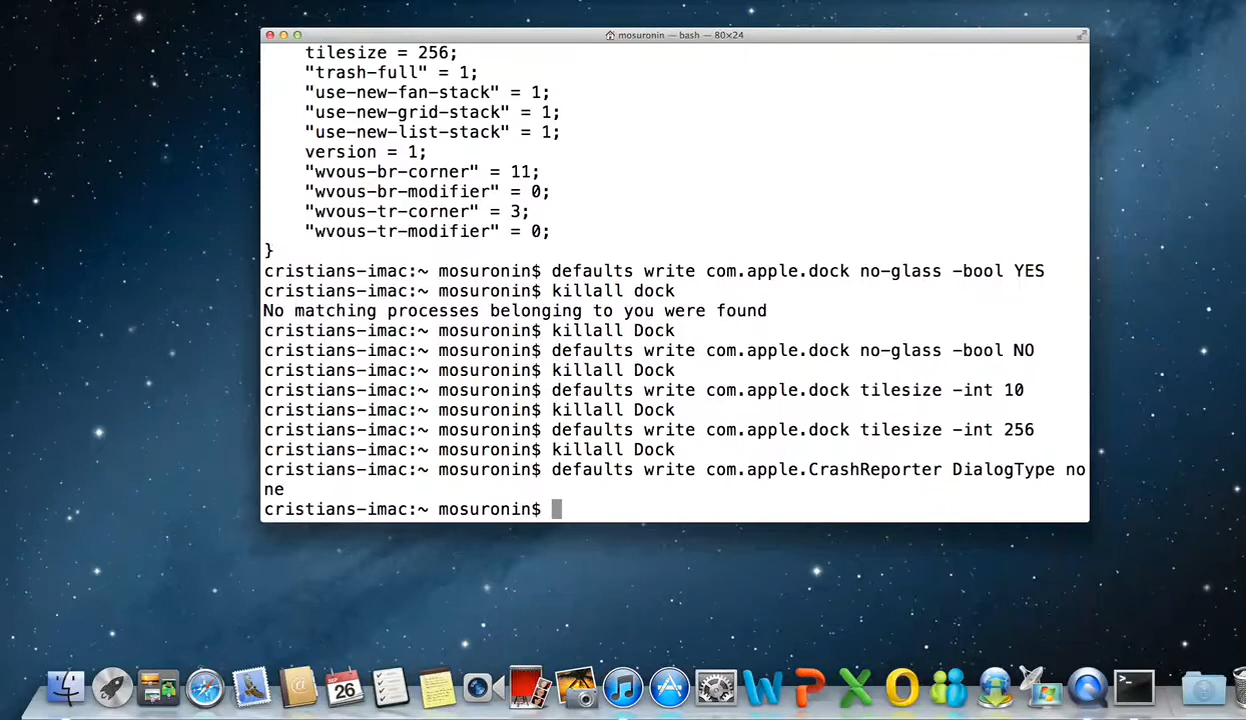 mosuronin — bash — 80×24
tilesize = 256;
"trash-full" = 1;
"use-new-fan-stack" = 1;
"use-new-grid-stack" = 1;
"use-new-list-stack" = 1;
version = 1;
"wvous-br-corner" = 11;
"wvous-br-modifier" = 0;
"wvous-tr-corner" = 3;
"wvous-tr-modifier" = 0;
}
cristians-imac:~ mosuronin$ defaults write com.apple.dock no-glass -bool YES
cristians-imac:~ mosuronin$ killall dock
No matching processes belonging to you were found
cristians-imac:~ mosuronin$ killall Dock
cristians-imac:~ mosuronin$ defaults write com.apple.dock no-glass -bool NO
cristians-imac:~ mosuronin$ killall Dock
cristians-imac:~ mosuronin$ defaults write com.apple.dock tilesize -int 10
cristians-imac:~ mosuronin$ killall Dock
cristians-imac:~ mosuronin$ defaults write com.apple.dock tilesize -int 256
cristians-imac:~ mosuronin$ killall Dock
cristians-imac:~ mosuronin$ defaults write com.apple.CrashReporter DialogType no
ne
cristians-imac:~ mosuronin$
SEP
26